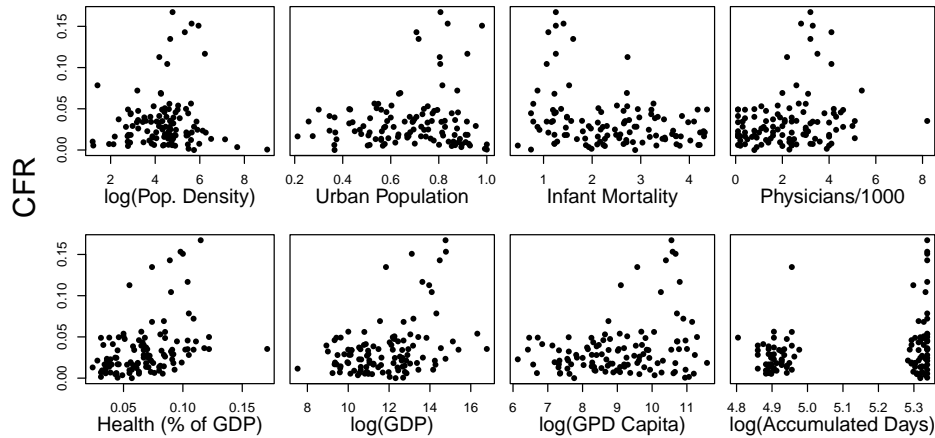 CFR
0.00 0.05 0.10 0.15
2 4 6 8
log(Pop. Density)
0.2 0.4 0.6 0.8 1.0
Urban Population
1 2 3 4
Infant Mortality
0 2 4 6 8
Physicians/1000
0.00 0.05 0.10 0.15
0.05 0.10 0.15
Health (% of GDP)
8 10 12 14 16
log(GDP)
6 7 8 9 10 11
log(GPD Capita)
4.8 4.9 5.0 5.1 5.2 5.3
log(Accumulated Days)